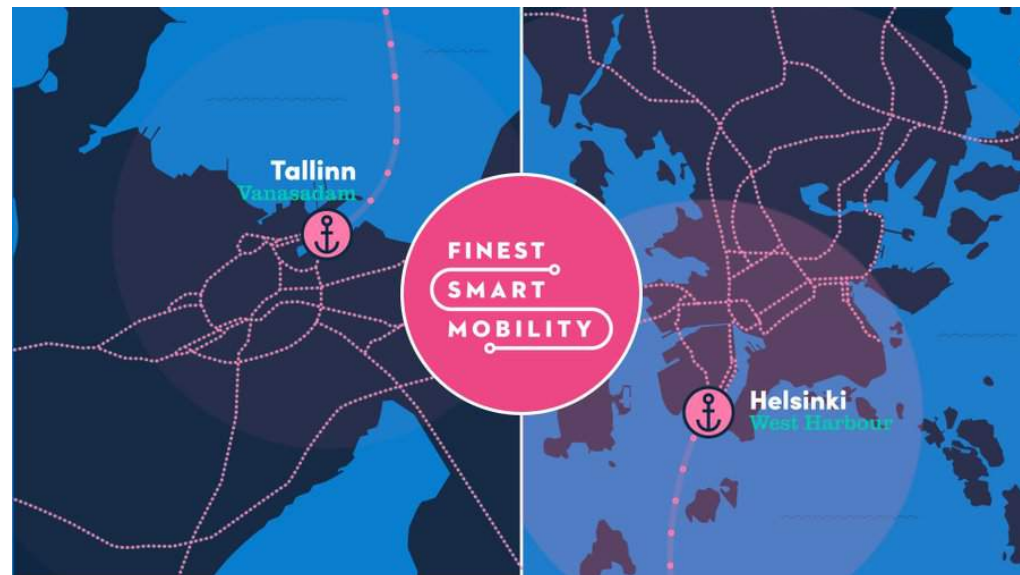 Tallinn
Vanasadam
FINEST
SMART
MOBILITY
Helsinki
West Harbour